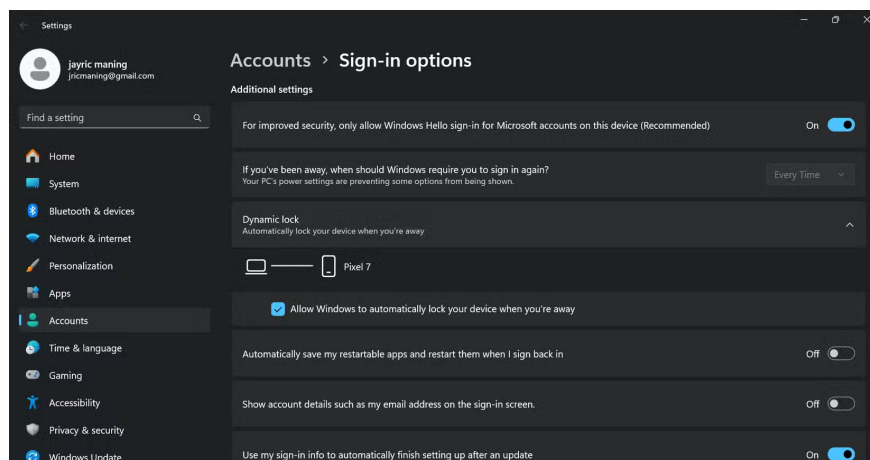 Settings
jayric maning
jricmaning@gmail.com
Find a setting
Home
System
Bluetooth & devices
Network & internet
Personalization
Apps
Accounts
Time & language
Gaming
Accessibility
Privacy & security
Windows Update
Accounts > Sign-in options
Additional settings
For improved security, only allow Windows Hello sign-in for Microsoft accounts on this device (Recommended)
On
If you've been away, when should Windows require you to sign in again?
Your PC's power settings are preventing some options from being shown.
Every Time
Dynamic lock
Automatically lock your device when you're away
Pixel 7
Allow Windows to automatically lock your device when you're away
Automatically save my restartable apps and restart them when I sign back in
Off
Show account details such as my email address on the sign-in screen.
Off
Use my sign-in info to automatically finish setting up after an update
On